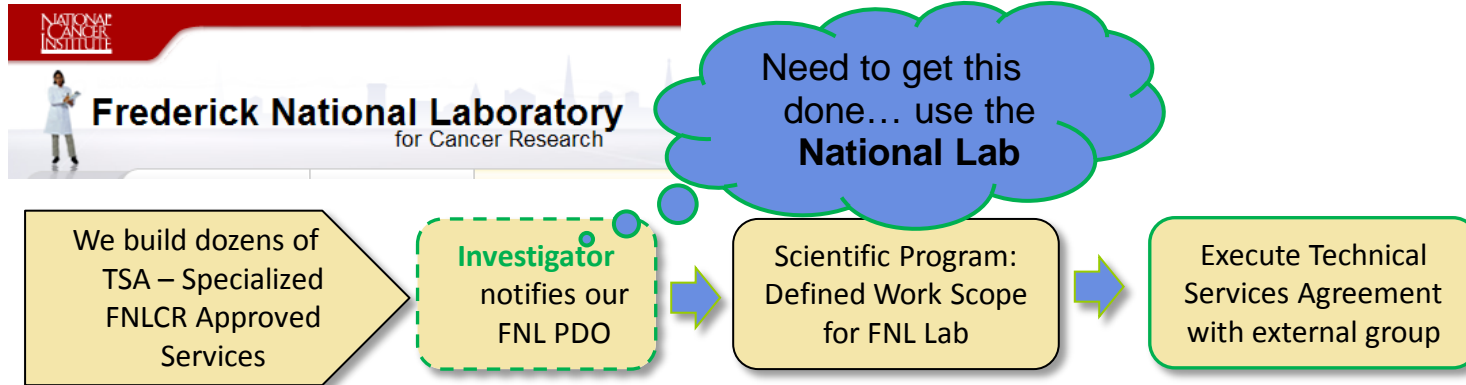 NATIONAL
CANCER
INSTITUTE
Frederick National Laboratory
for Cancer Research
Need to get this
done… use the
National Lab
We build dozens of
TSA – Specialized
FNLCR Approved
Services
Investigator
notifies our
FNL PDO
Scientific Program:
Defined Work Scope
for FNL Lab
Execute Technical
Services Agreement
with external group